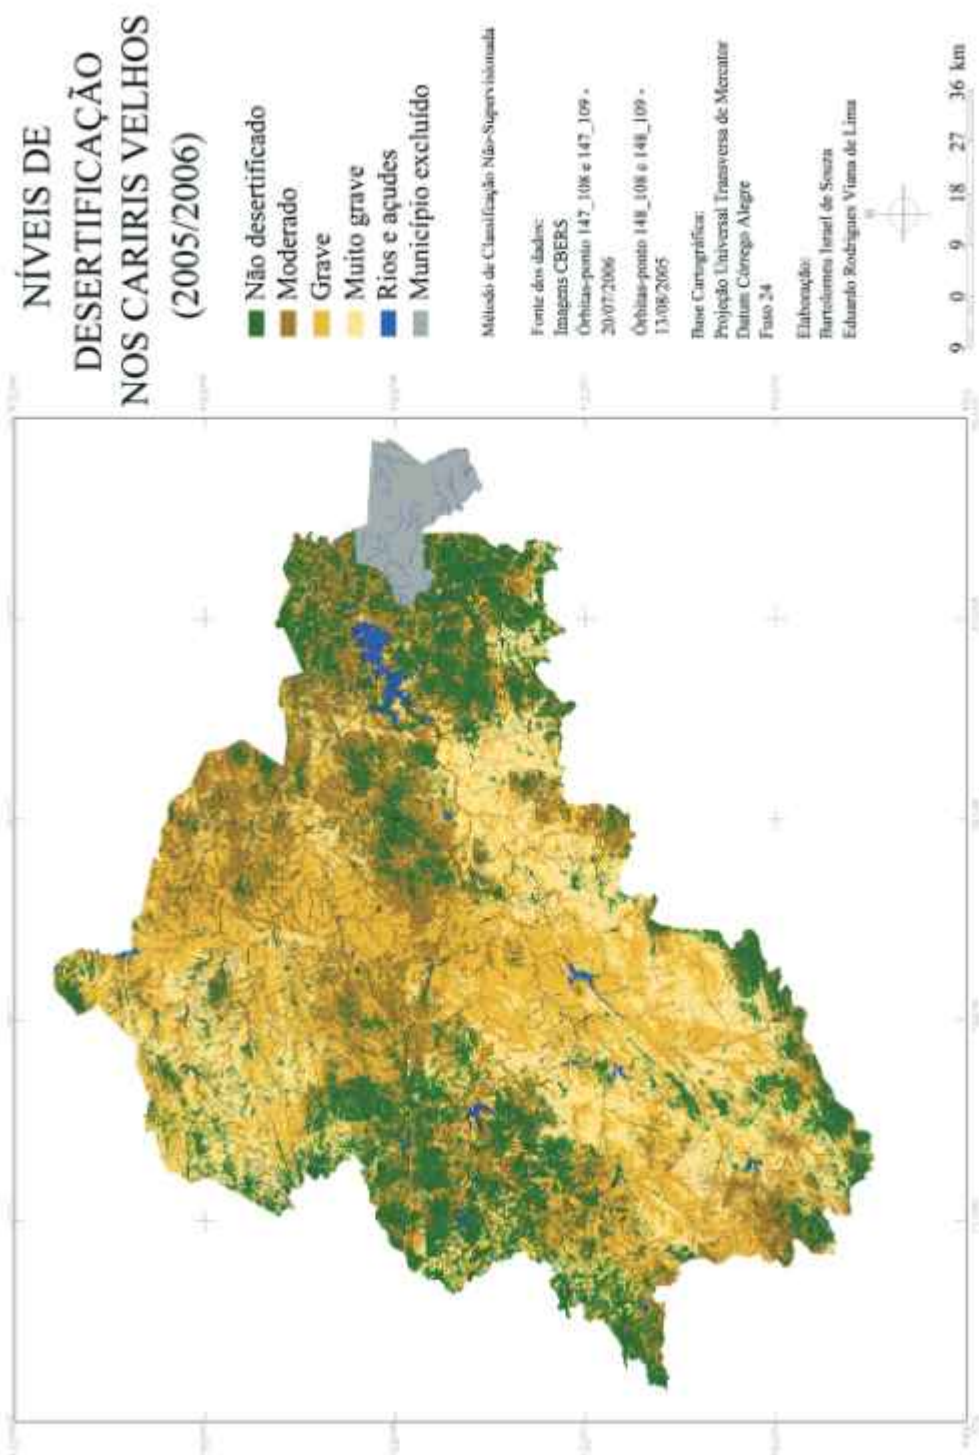 NÍVEIS DE
DESERTIFICAÇÃO
NOS CARIRIS VELHOS
(2005/2006)
Não desertificado
Moderado
Grave
Muito grave
Rios e açudes
Município excluído
Método de Classificação Não-Supervisionada
Fonte dos dados:
Imagens CBERS
Órbitas-ponto 147_108 e 147_109 -
20/07/2006
Órbitas-ponto 148_108 e 148_109 -
13/08/2005
Base Cartográfica:
Projeção Universal Transversa de Mercator
Datum Córrego Alegre
Fuso 24
Elaboração:
Bartolomeu Israel de Souza
Eduardo Rodrigues Viana de Lima
9 0 9 18 27 36 km